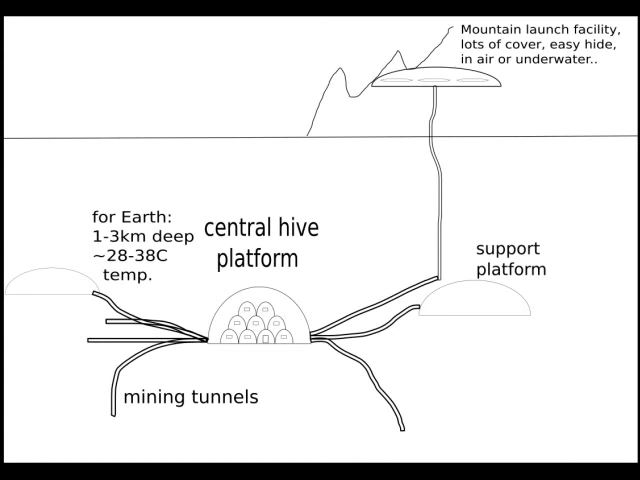 Mountain launch facility,
lots of cover, easy hide,
in air or underwater..
for Earth:
1-3km deep
~28-38C
temp.
central hive
platform
support
platform
mining tunnels